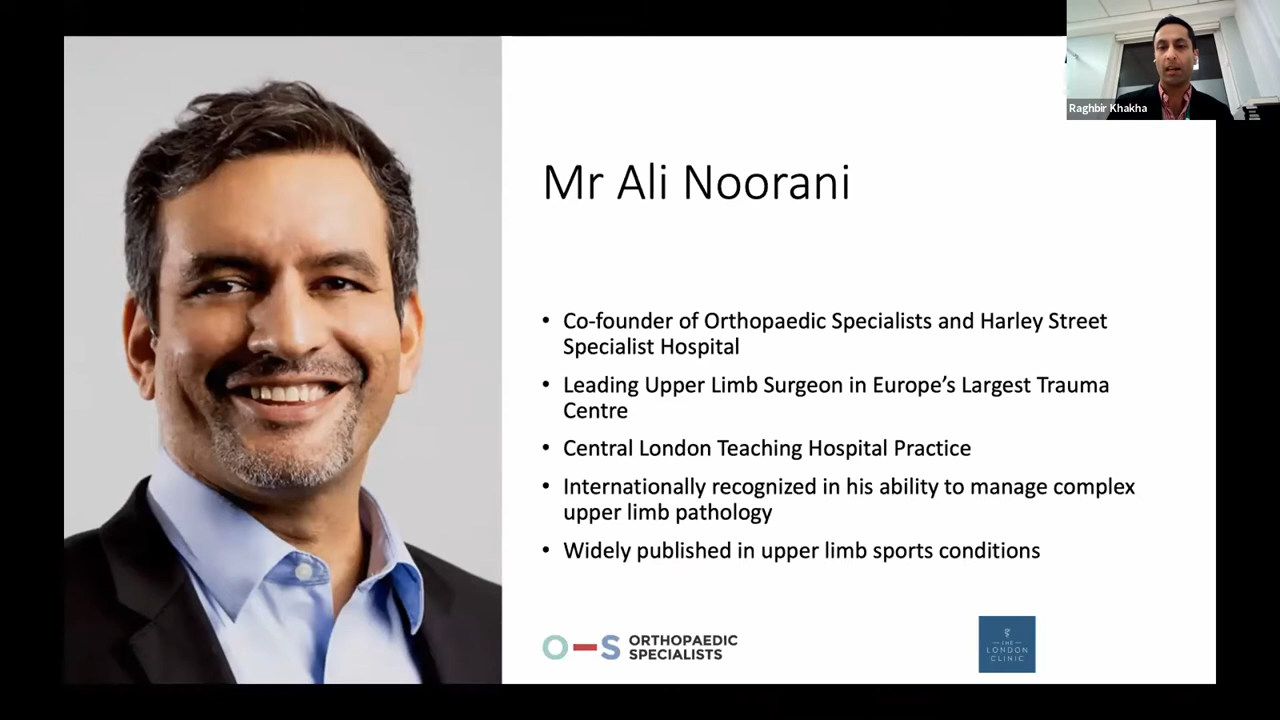 Raghbir Khakha
Mr Ali Noorani
• Co-founder of Orthopaedic Specialists and Harley Street
Specialist Hospital
• Leading Upper Limb Surgeon in Europe’s Largest Trauma
Centre
• Central London Teaching Hospital Practice
• Internationally recognized in his ability to manage complex
upper limb pathology
• Widely published in upper limb sports conditions
O–S ORTHOPAEDIC
SPECIALISTS
THE
LONDON
CLINIC